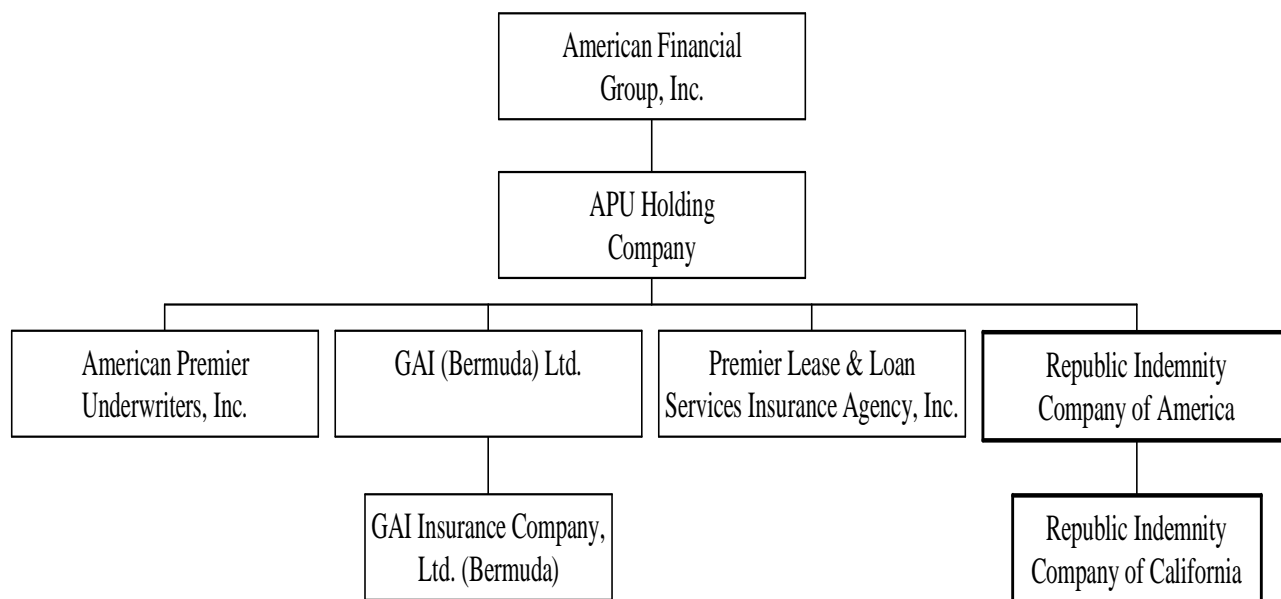 American Financial
Group, Inc.
APU Holding
Company
American Premier
Underwriters, Inc.
GAI (Bermuda) Ltd.
Premier Lease & Loan
Services Insurance Agency, Inc.
Republic Indemnity
Company of America
GAI Insurance Company,
Ltd. (Bermuda)
Republic Indemnity
Company of California